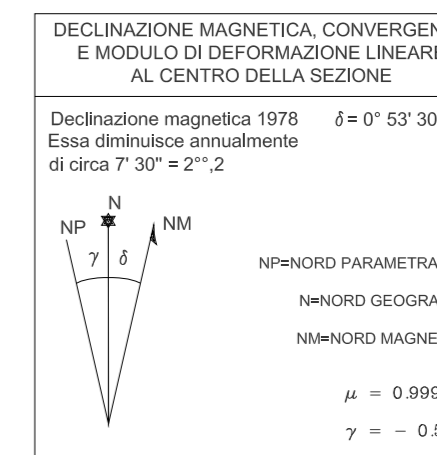 DECLINAZIONE MAGNETICA, CONVERGEN
E MODULO DI DEFORMAZIONE LINEARE
AL CENTRO DELLA SEZIONE
Declinazione magnetica 1978 δ = 0° 53' 30
Essa diminuisce annualmente
di circa 7' 30" = 2°°,2
N
NP NM
γ δ
NP=NORD PARAMETRA
N=NORD GEOGRA
NM=NORD MAGNE
μ = 0.999
γ = - 0.5